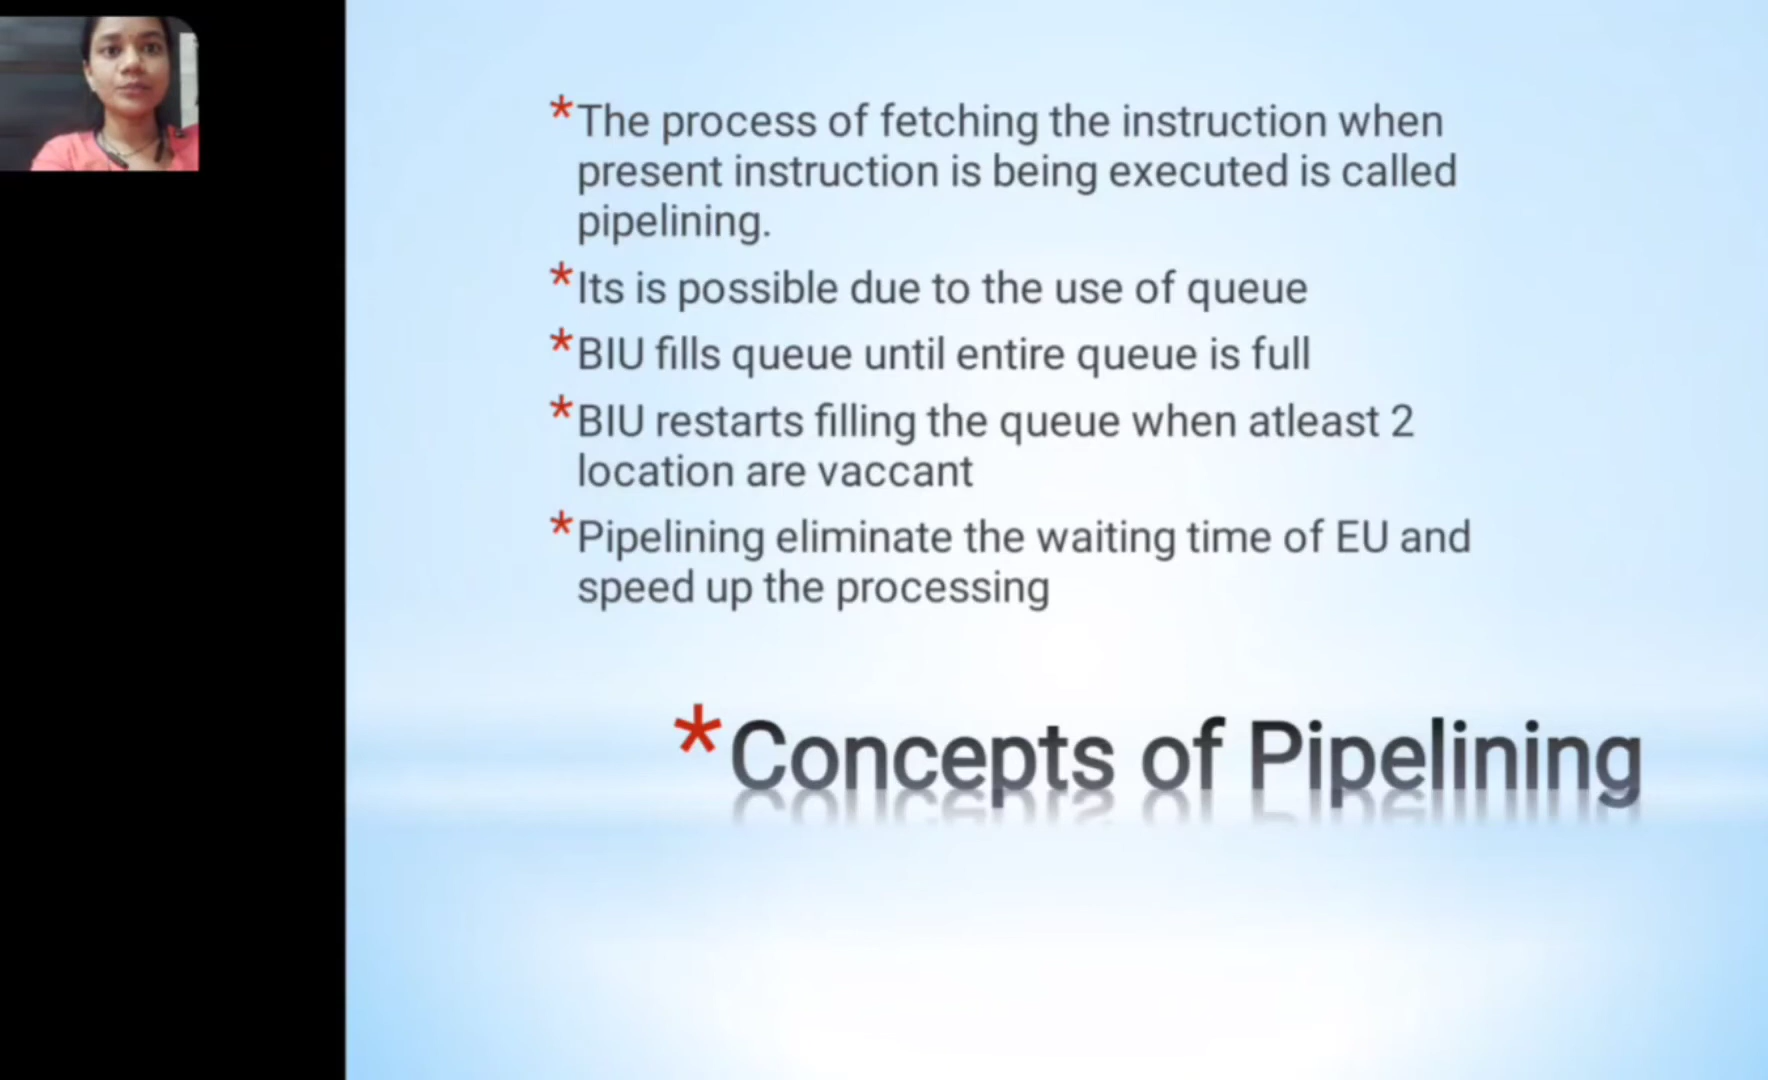 *The process of fetching the instruction when
present instruction is being executed is called
pipelining.
*Its is possible due to the use of queue
*BIU fills queue until entire queue is full
*BIU restarts filling the queue when atleast 2
location are vaccant
*Pipelining eliminate the waiting time of EU and
speed up the processing
*Concepts of Pipelining